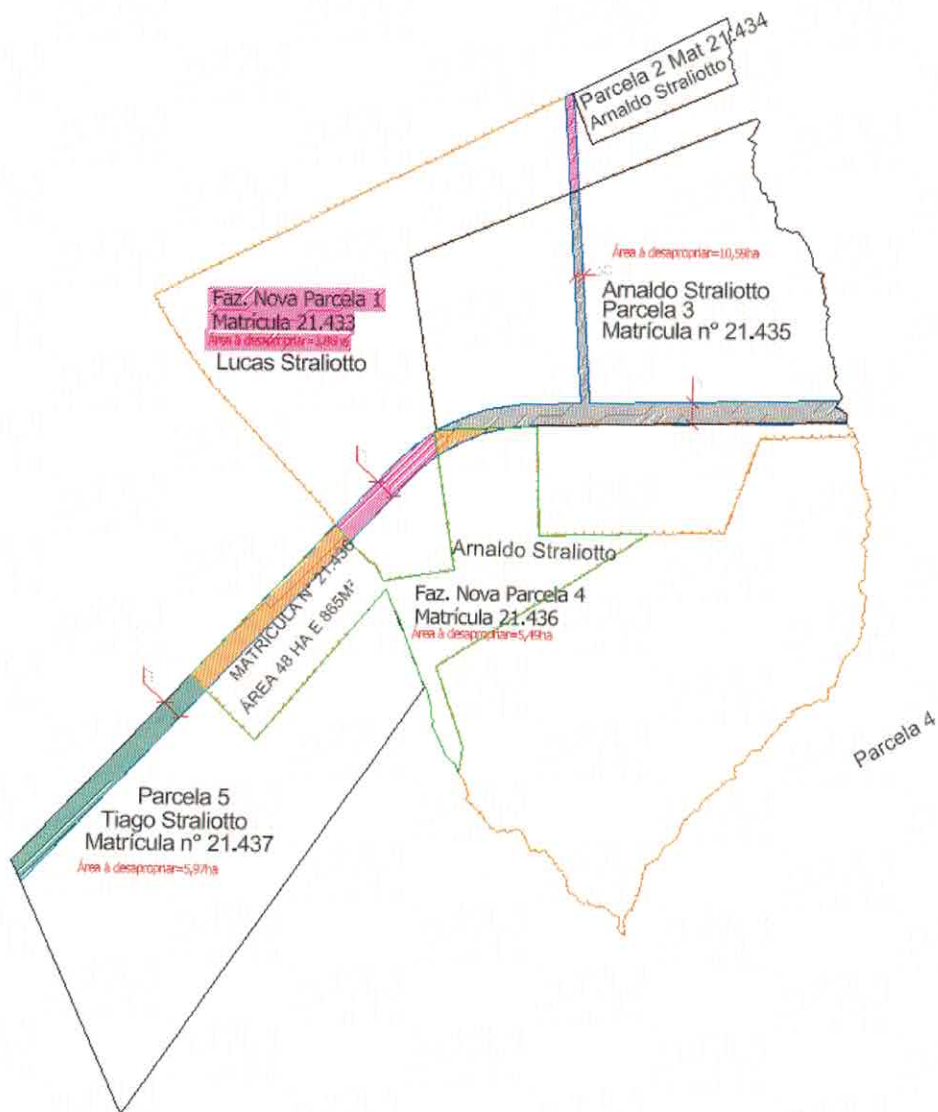 Parcela 2 Mat 21.434
Arnaldo Straliotto
Área à desapropriar=10,59ha
Arnaldo Straliotto
Parcela 3
Matrícula nº 21.435
Faz. Nova Parcela 1
Matrícula 21.433
Área à desapropriar=
Lucas Straliotto
Arnaldo Straliotto
Faz. Nova Parcela 4
Matrícula 21.436
Área à desapropriar=5,49ha
MATRÍCULA Nº 21.436
ÁREA 48 HA E 865M²
Parcela 4
Parcela 5
Tiago Straliotto
Matrícula nº 21.437
Área à desapropriar=5,97ha